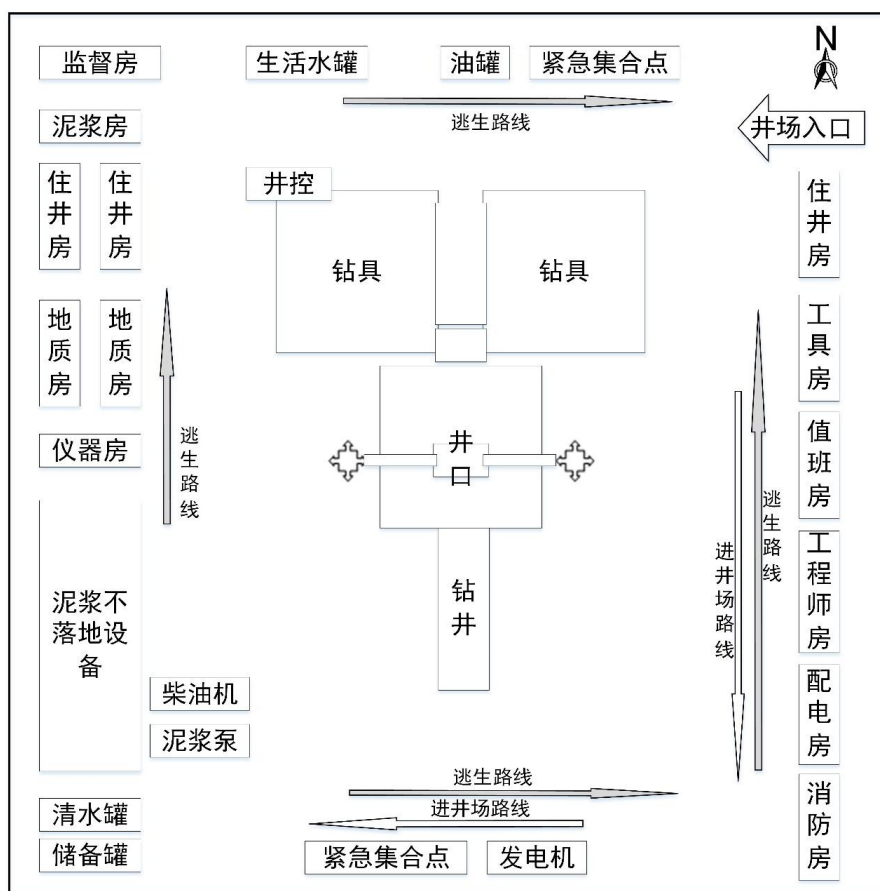 N
监督房
生活水罐
油罐
紧急集合点
逃生路线
井场入口
泥浆房
住井房
住井房
井控
钻具
钻具
住井房
地质房
地质房
工具房
仪器房
逃生路线
井口
值班房
逃生路线
进井场路线
泥浆不
落地设
备
钻井
工程师房
柴油机
泥浆泵
配电房
逃生路线
进井场路线
清水罐
储备罐
紧急集合点
发电机
消防房